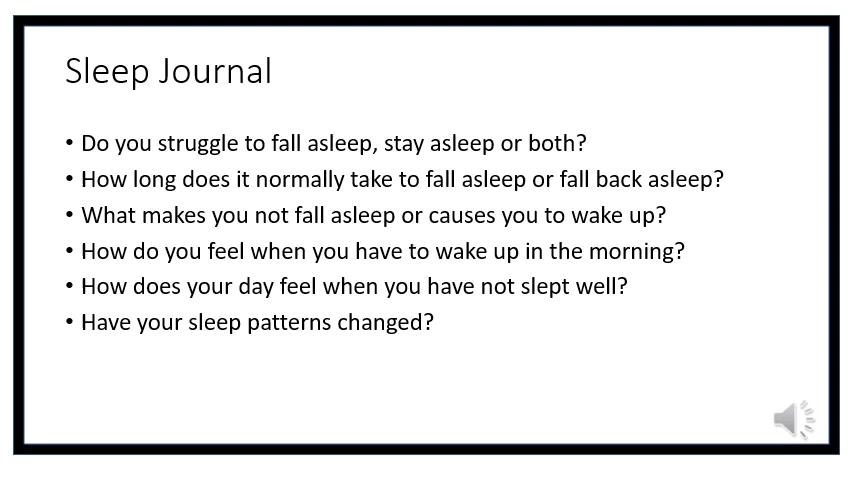 Sleep Journal
• Do you struggle to fall asleep, stay asleep or both?
• How long does it normally take to fall asleep or fall back asleep?
• What makes you not fall asleep or causes you to wake up?
• How do you feel when you have to wake up in the morning?
• How does your day feel when you have not slept well?
• Have your sleep patterns changed?